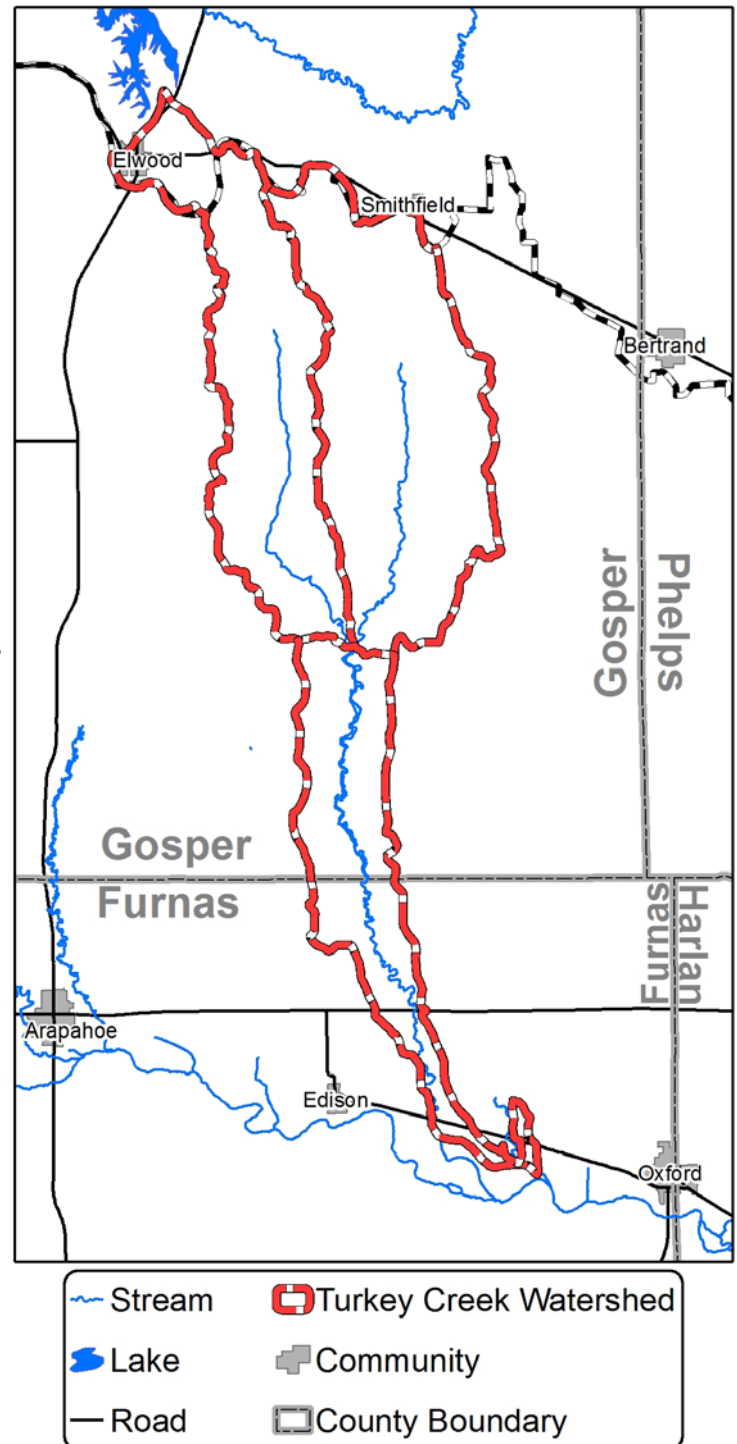 Elwood
Smithfield
Bertrand
Gosper
Phelps
Gosper
Furnas
Furnas
Harlan
Arapahoe
Edison
Oxford
Stream
Turkey Creek Watershed
Lake
Community
Road
County Boundary